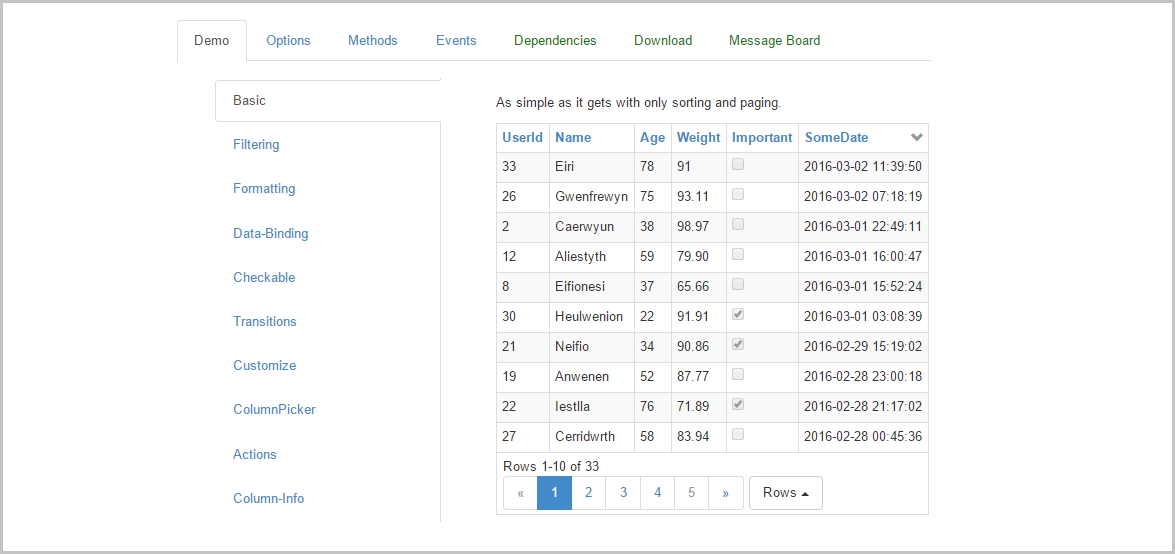 Demo Options Methods Events Dependencies Download Message Board
Basic
Filtering
Formatting
Data-Binding
Checkable
Transitions
Customize
ColumnPicker
Actions
Column-Info
As simple as it gets with only sorting and paging.
UserId Name Age Weight Important SomeDate
33 Eiri 78 91 2016-03-02 11:39:50
26 Gwenfrewyn 75 93.11 2016-03-02 07:18:19
2 Caerwyun 38 98.97 2016-03-01 22:49:11
12 Aliestyth 59 79.90 2016-03-01 16:00:47
8 Eifionesi 37 65.66 2016-03-01 15:52:24
30 Heulwenion 22 91.91 2016-03-01 03:08:39
21 Neifio 34 90.86 2016-02-29 15:19:02
19 Anwenen 52 87.77 2016-02-28 23:00:18
22 Iestlla 76 71.89 2016-02-28 21:17:02
27 Cerridwrth 58 83.94 2016-02-28 00:45:36
Rows 1-10 of 33
« 1 2 3 4 5 » Rows